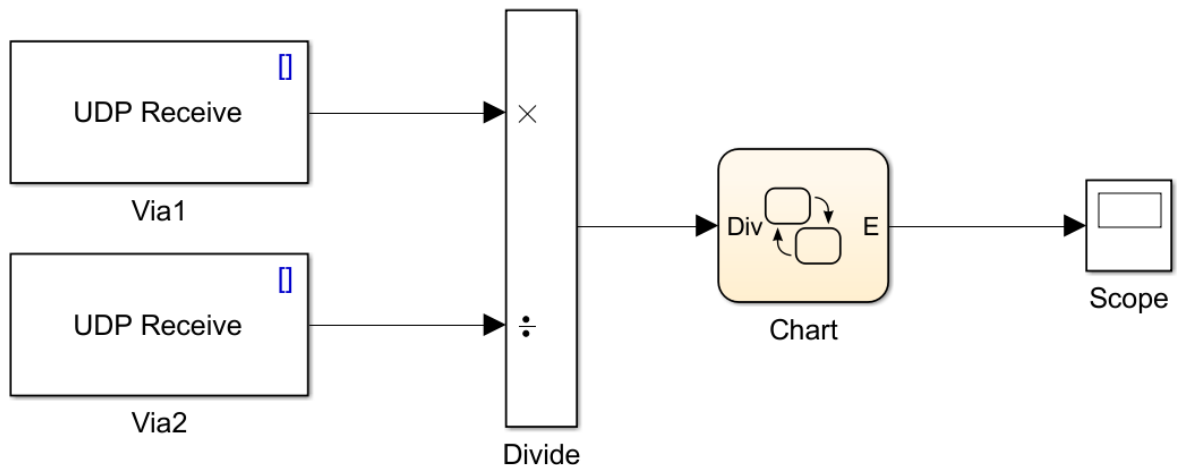 []
UDP Receive
Via1
[]
UDP Receive
Via2
×
÷
Divide
Div
E
Chart
Scope